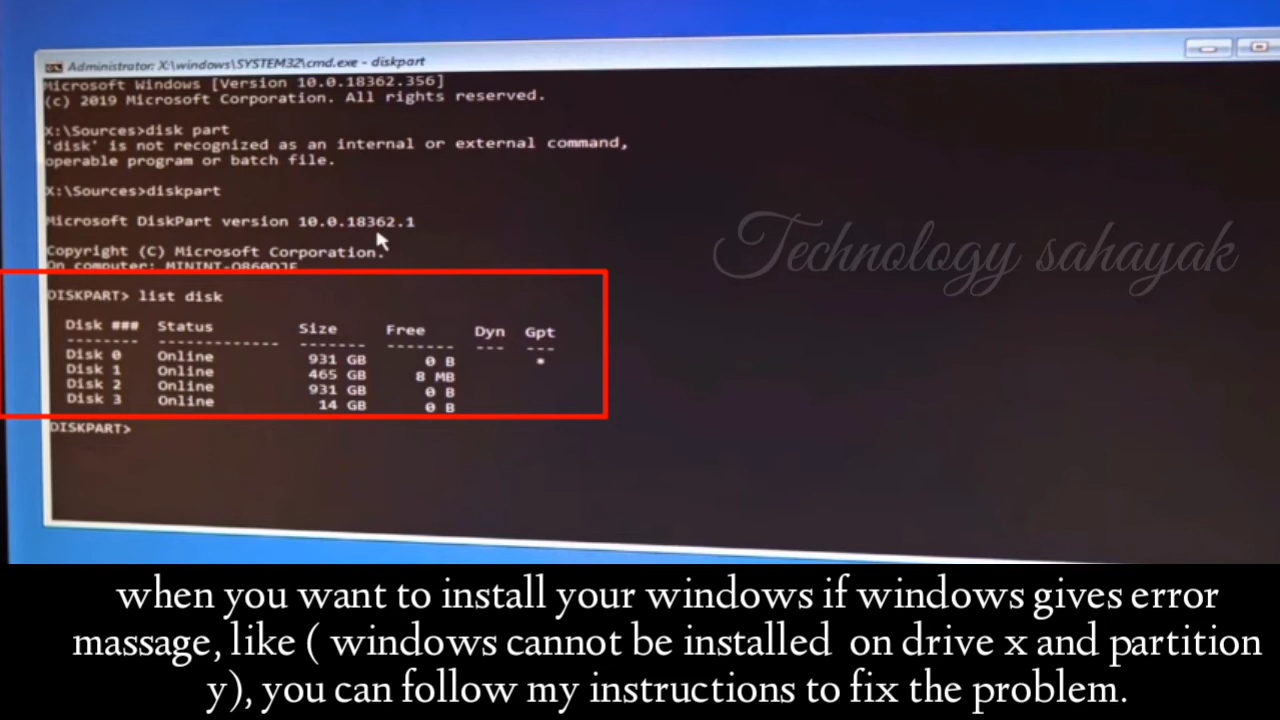 Administrator: X:\windows\SYSTEM32\cmd.exe - diskpart
Microsoft Windows [Version 10.0.18362.356]
(c) 2019 Microsoft Corporation. All rights reserved.
X:\Sources>disk part
'disk' is not recognized as an internal or external command,
operable program or batch file.
X:\Sources>diskpart
Microsoft DiskPart version 10.0.18362.1
Copyright (C) Microsoft Corporation.
On computer:
DISKPART> list disk
Disk ### Status Size Free Dyn Gpt
-------- ------------- ------- ------- --- ---
Disk 0 Online 931 GB 0 B *
Disk 1 Online 465 GB 8 MB
Disk 2 Online 931 GB 0 B
Disk 3 Online 14 GB 0 B
DISKPART>
Technology sahayak
when you want to install your windows if windows gives error
massage, like ( windows cannot be installed on drive x and partition
y), you can follow my instructions to fix the problem.